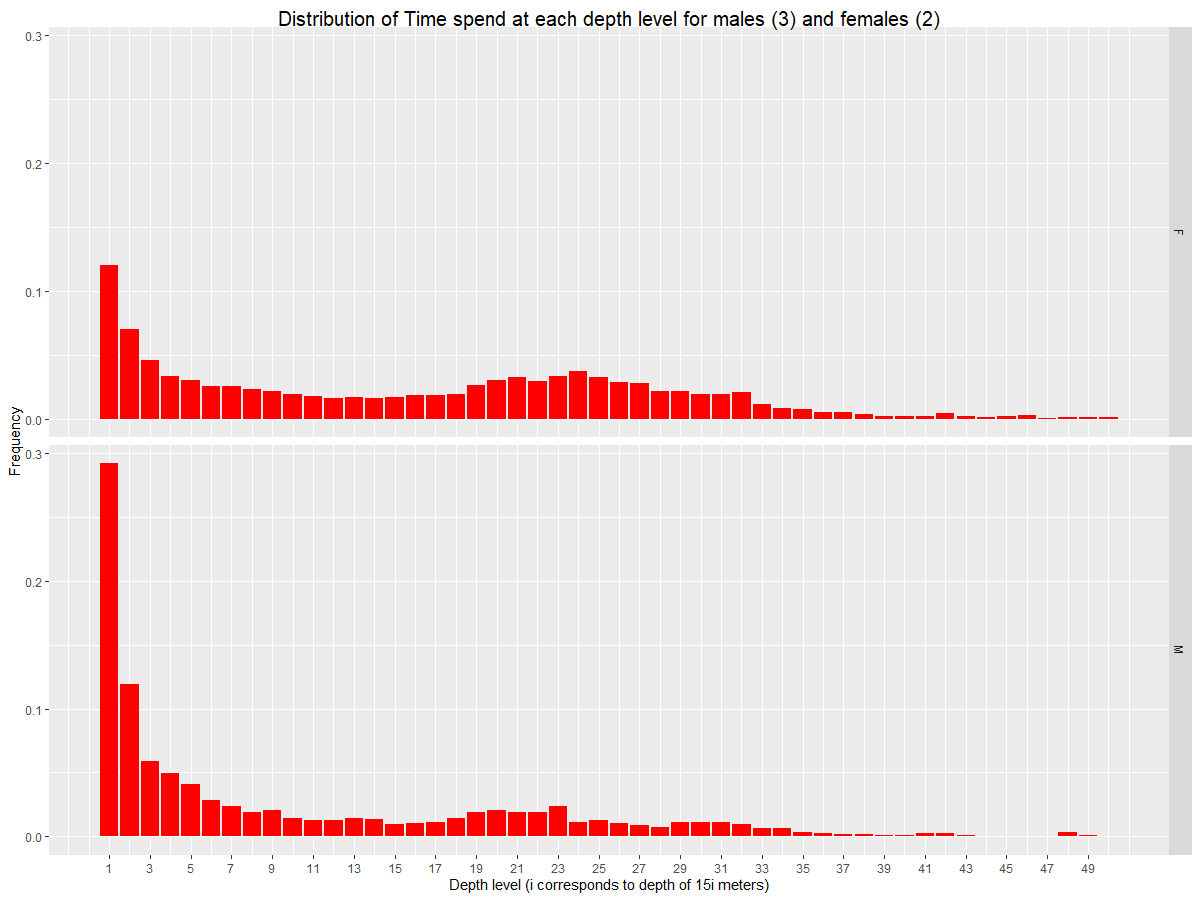 Distribution of Time spend at each depth level for males (3) and females (2)
0.3
0.2
0.1
0.0
F
Frequency
0.3
0.2
0.1
0.0
M
1 3 5 7 9 11 13 15 17 19 21 23 25 27 29 31 33 35 37 39 41 43 45 47 49
Depth level (i corresponds to depth of 15i meters)